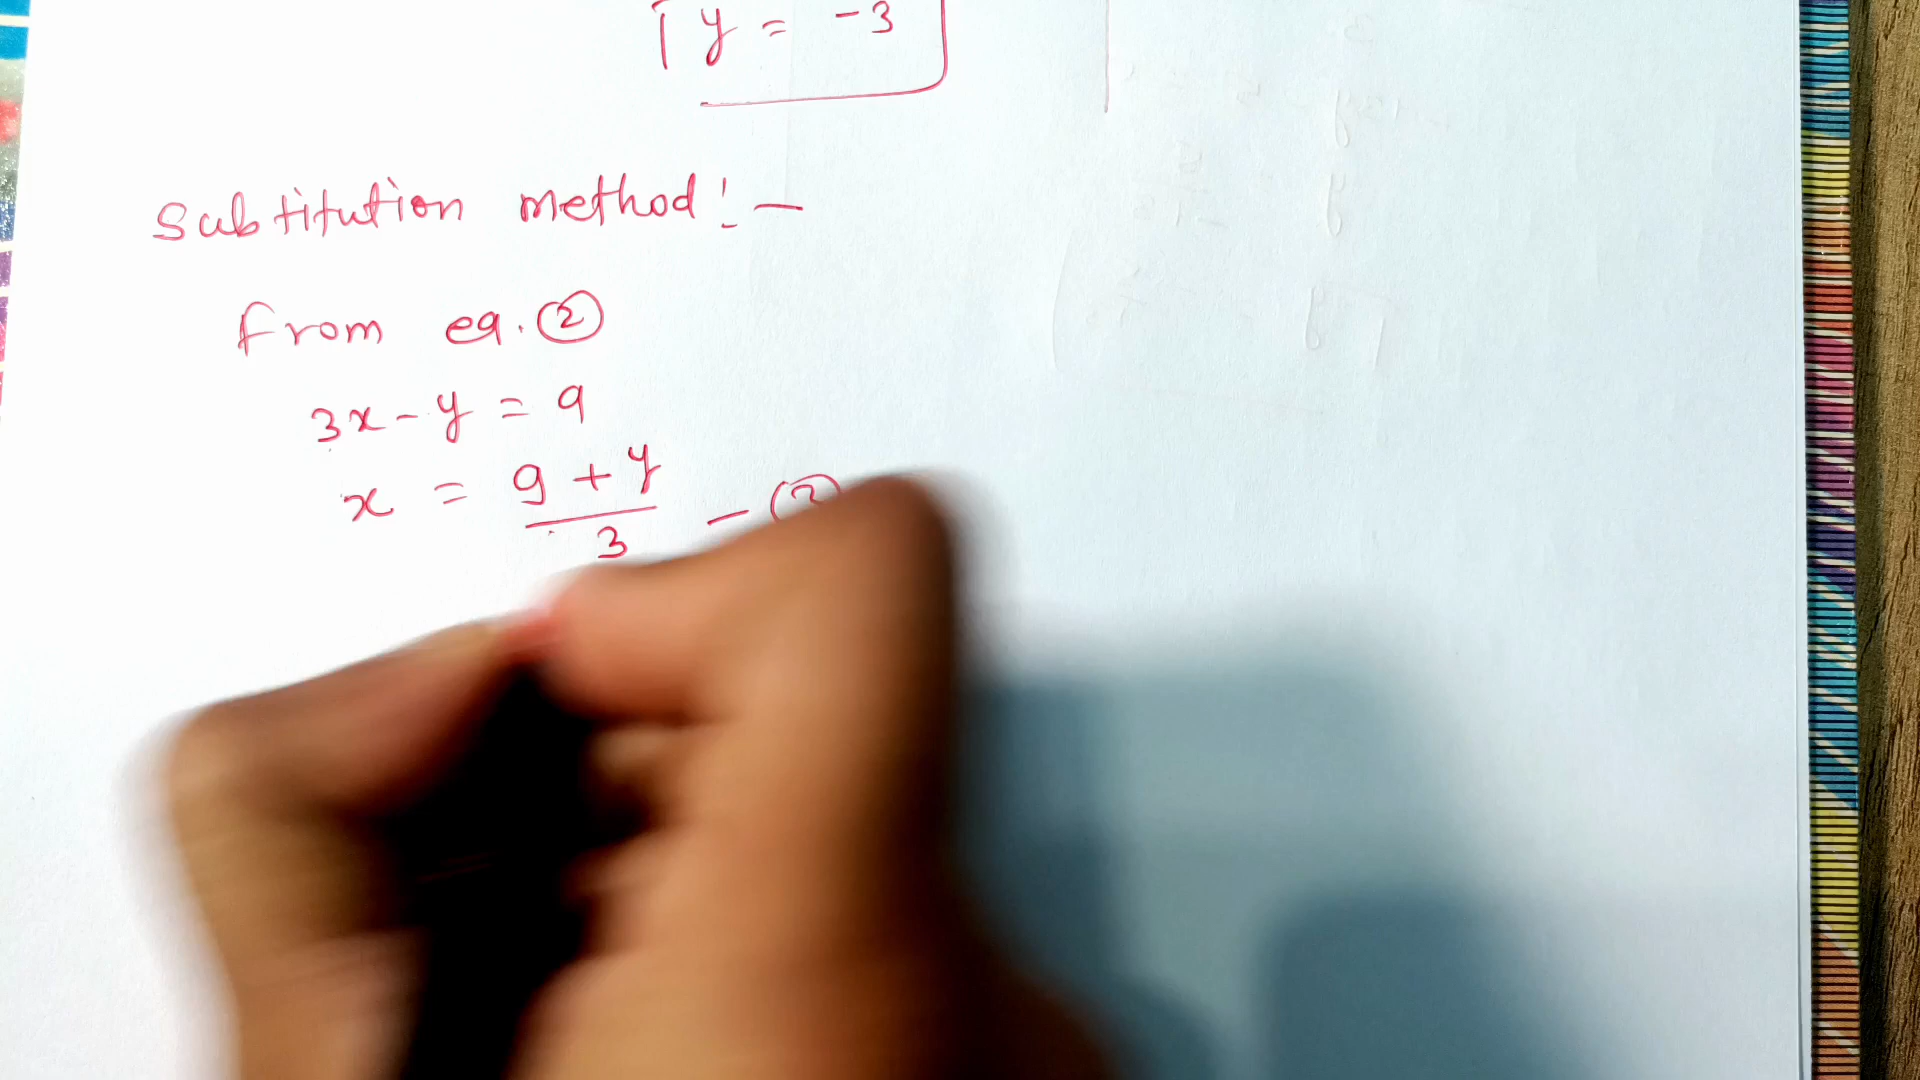 y = -3
Substitution method! —
from eq. ②
3x - y = 9
x = 9 + y / 3 —